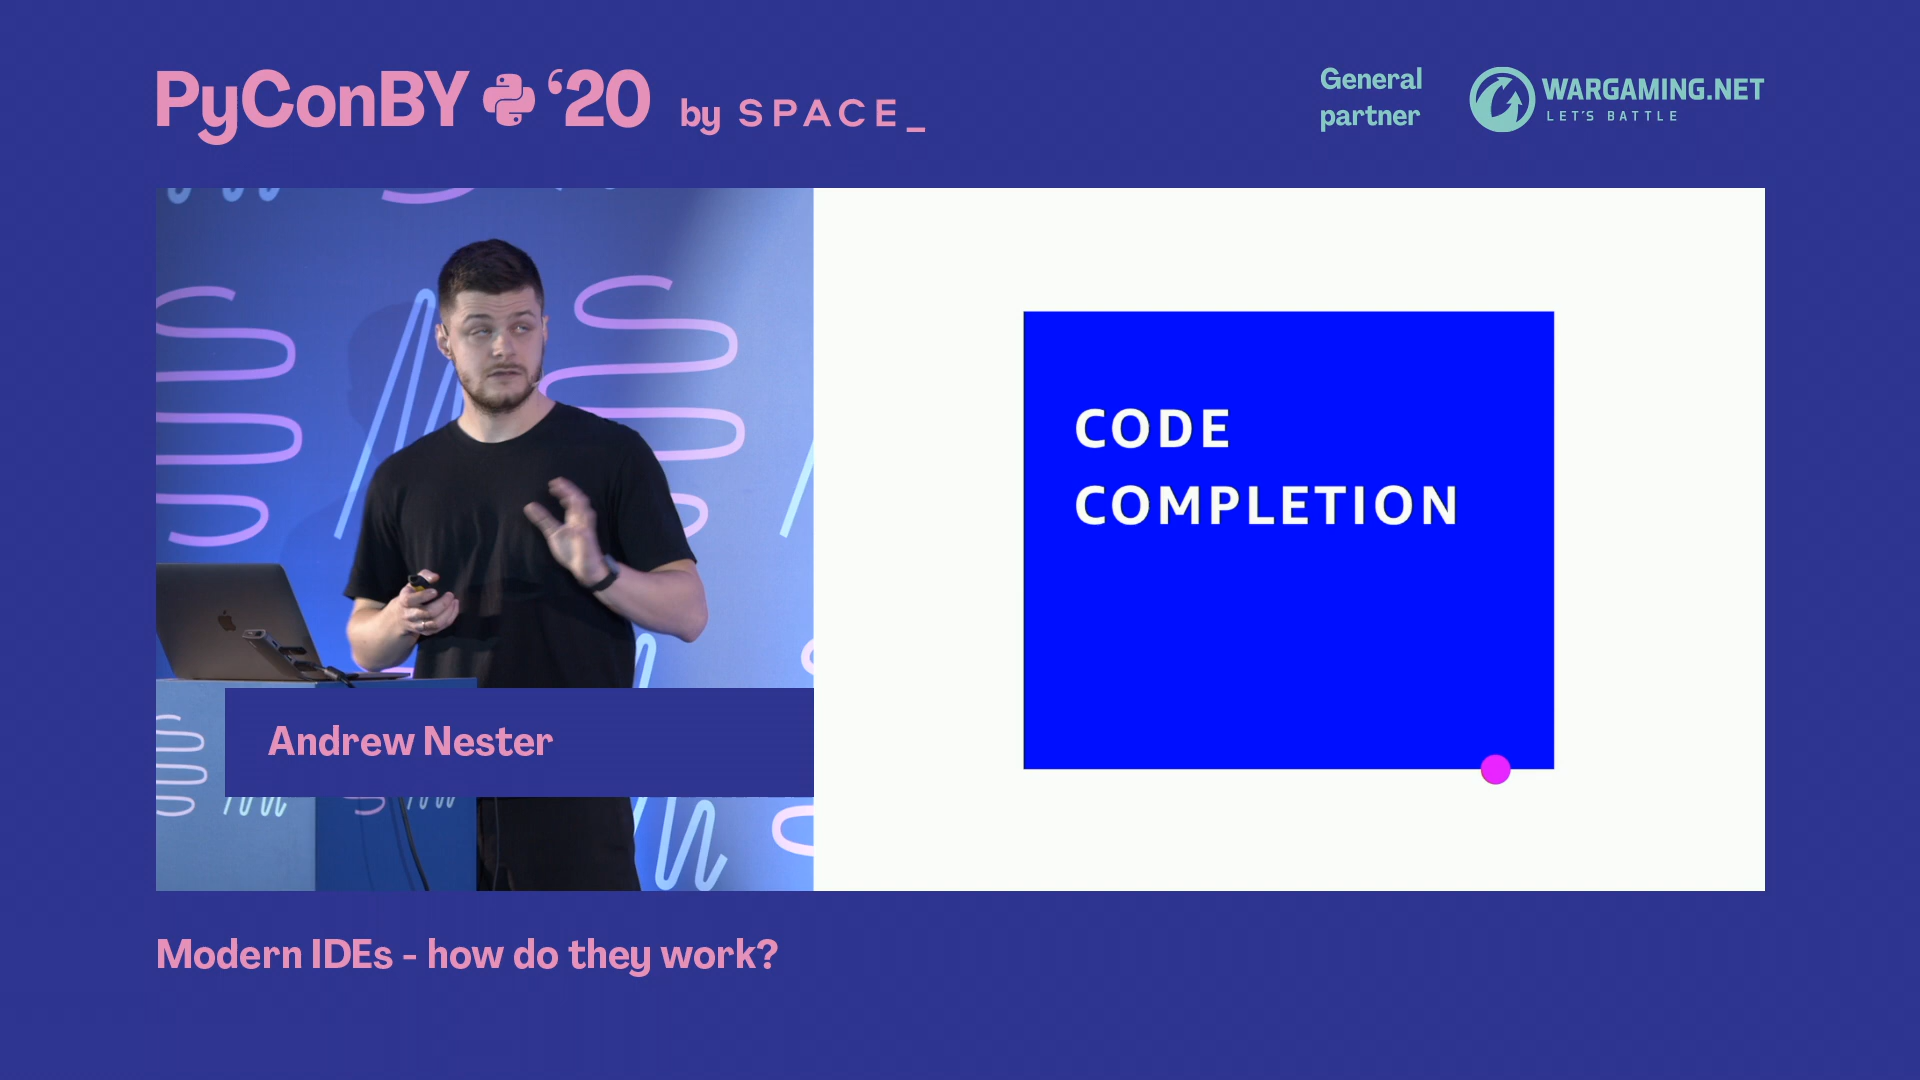 PyConBY '20 by SPACE_
General
partner
WARGAMING.NET
LET'S BATTLE
CODE
COMPLETION
Andrew Nester
Modern IDEs - how do they work?